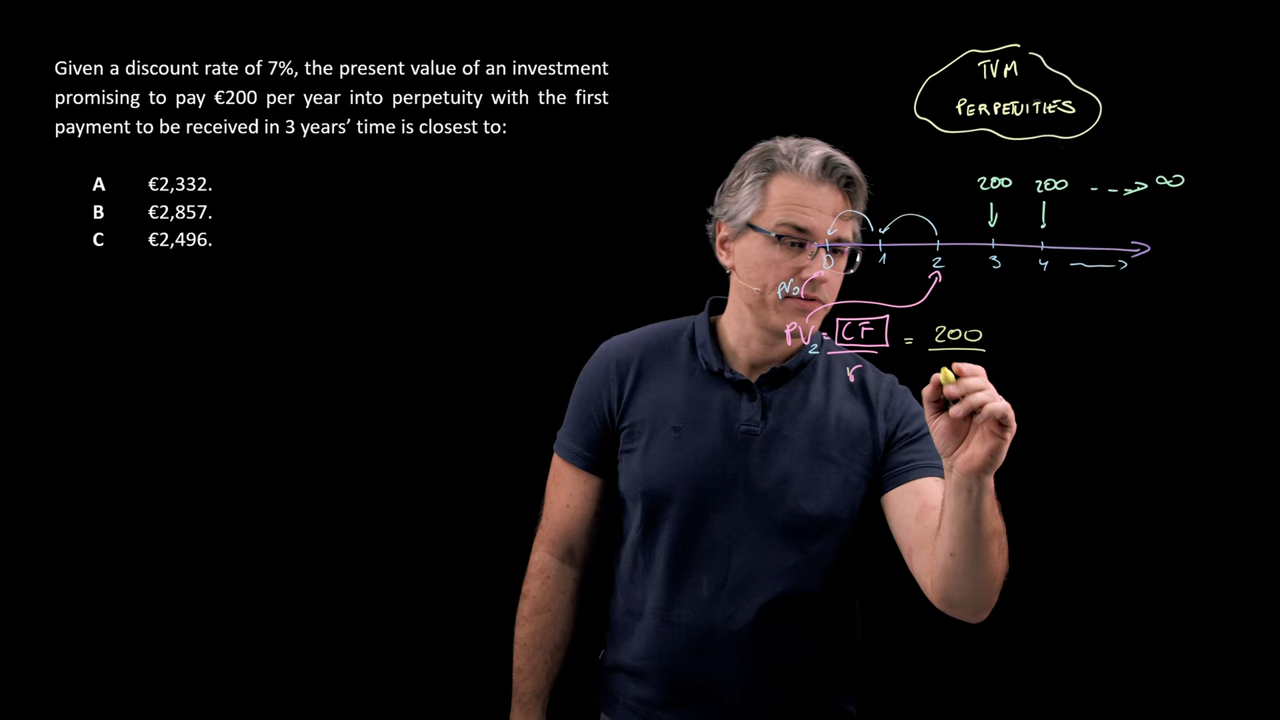 Given a discount rate of 7%, the present value of an investment
promising to pay €200 per year into perpetuity with the first
payment to be received in 3 years’ time is closest to:
A €2,332.
B €2,857.
C €2,496.
TVM
PERPENITIES
200 200 ---> ∞
0 1 2 3 4
PV0
PV2 = CF / r = 200